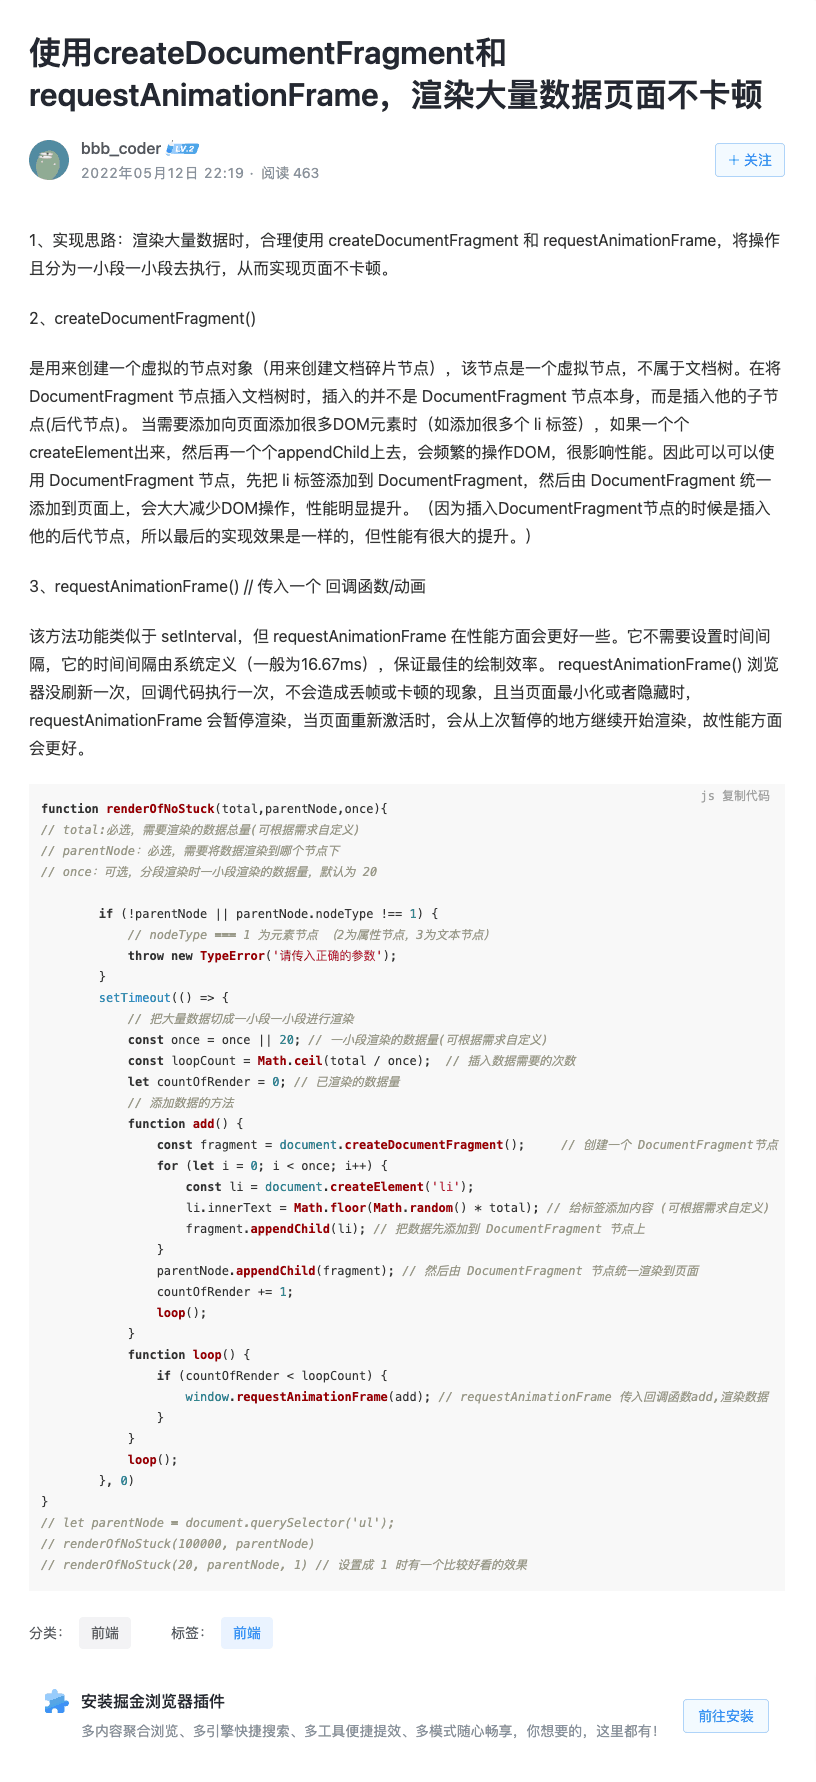 使用createDocumentFragment和
requestAnimationFrame，渲染大量数据页面不卡顿
bbb_coder LV.2
2022年05月12日 22:19 · 阅读 463
＋ 关注
1、实现思路：渲染大量数据时，合理使用 createDocumentFragment 和 requestAnimationFrame，将操作
且分为一小段一小段去执行，从而实现页面不卡顿。
2、createDocumentFragment()
是用来创建一个虚拟的节点对象（用来创建文档碎片节点），该节点是一个虚拟节点，不属于文档树。在将
DocumentFragment 节点插入文档树时，插入的并不是 DocumentFragment 节点本身，而是插入他的子节
点(后代节点)。 当需要添加向页面添加很多DOM元素时（如添加很多个 li 标签），如果一个个
createElement出来，然后再一个个appendChild上去，会频繁的操作DOM，很影响性能。因此可以可以使
用 DocumentFragment 节点，先把 li 标签添加到 DocumentFragment，然后由 DocumentFragment 统一
添加到页面上，会大大减少DOM操作，性能明显提升。（因为插入DocumentFragment节点的时候是插入
他的后代节点，所以最后的实现效果是一样的，但性能有很大的提升。）
3、requestAnimationFrame() // 传入一个 回调函数/动画
该方法功能类似于 setInterval，但 requestAnimationFrame 在性能方面会更好一些。它不需要设置时间间
隔，它的时间间隔由系统定义（一般为16.67ms），保证最佳的绘制效率。 requestAnimationFrame() 浏览
器没刷新一次，回调代码执行一次，不会造成丢帧或卡顿的现象，且当页面最小化或者隐藏时，
requestAnimationFrame 会暂停渲染，当页面重新激活时，会从上次暂停的地方继续开始渲染，故性能方面
会更好。
js 复制代码
function renderOfNoStuck(total,parentNode,once){
// total:必选，需要渲染的数据总量(可根据需求自定义)
// parentNode：必选，需要将数据渲染到哪个节点下
// once：可选，分段渲染时一小段渲染的数据量，默认为 20
if (!parentNode || parentNode.nodeType !== 1) {
// nodeType === 1 为元素节点 （2为属性节点，3为文本节点）
throw new TypeError('请传入正确的参数');
}
setTimeout(() => {
// 把大量数据切成一小段一小段进行渲染
const once = once || 20; // 一小段渲染的数据量(可根据需求自定义)
const loopCount = Math.ceil(total / once);  // 插入数据需要的次数
let countOfRender = 0; // 已渲染的数据量
// 添加数据的方法
function add() {
const fragment = document.createDocumentFragment();     // 创建一个 DocumentFragment节点
for (let i = 0; i < once; i++) {
const li = document.createElement('li');
li.innerText = Math.floor(Math.random() * total); // 给标签添加内容 (可根据需求自定义)
fragment.appendChild(li); // 把数据先添加到 DocumentFragment 节点上
}
parentNode.appendChild(fragment); // 然后由 DocumentFragment 节点统一渲染到页面
countOfRender += 1;
loop();
}
function loop() {
if (countOfRender < loopCount) {
window.requestAnimationFrame(add); // requestAnimationFrame 传入回调函数add,渲染数据
}
}
loop();
}, 0)
}
// let parentNode = document.querySelector('ul');
// renderOfNoStuck(100000, parentNode)
// renderOfNoStuck(20, parentNode, 1) // 设置成 1 时有一个比较好看的效果
分类： 前端 标签： 前端
安装掘金浏览器插件
多内容聚合浏览、多引擎快捷搜索、多工具便捷提效、多模式随心畅享，你想要的，这里都有！
前往安装